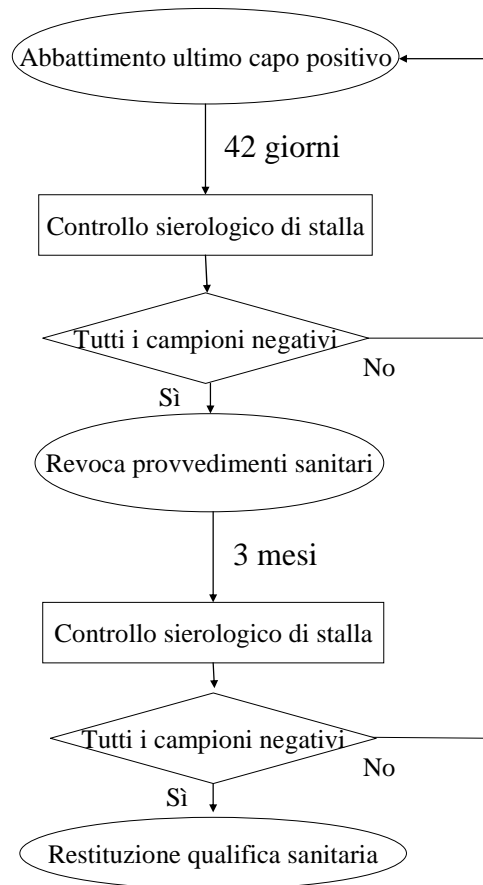 Abbattimento ultimo capo positivo
42 giorni
Controllo sierologico di stalla
Tutti i campioni negativi
No
Sì
Revoca provvedimenti sanitari
3 mesi
Controllo sierologico di stalla
Tutti i campioni negativi
No
Sì
Restituzione qualifica sanitaria